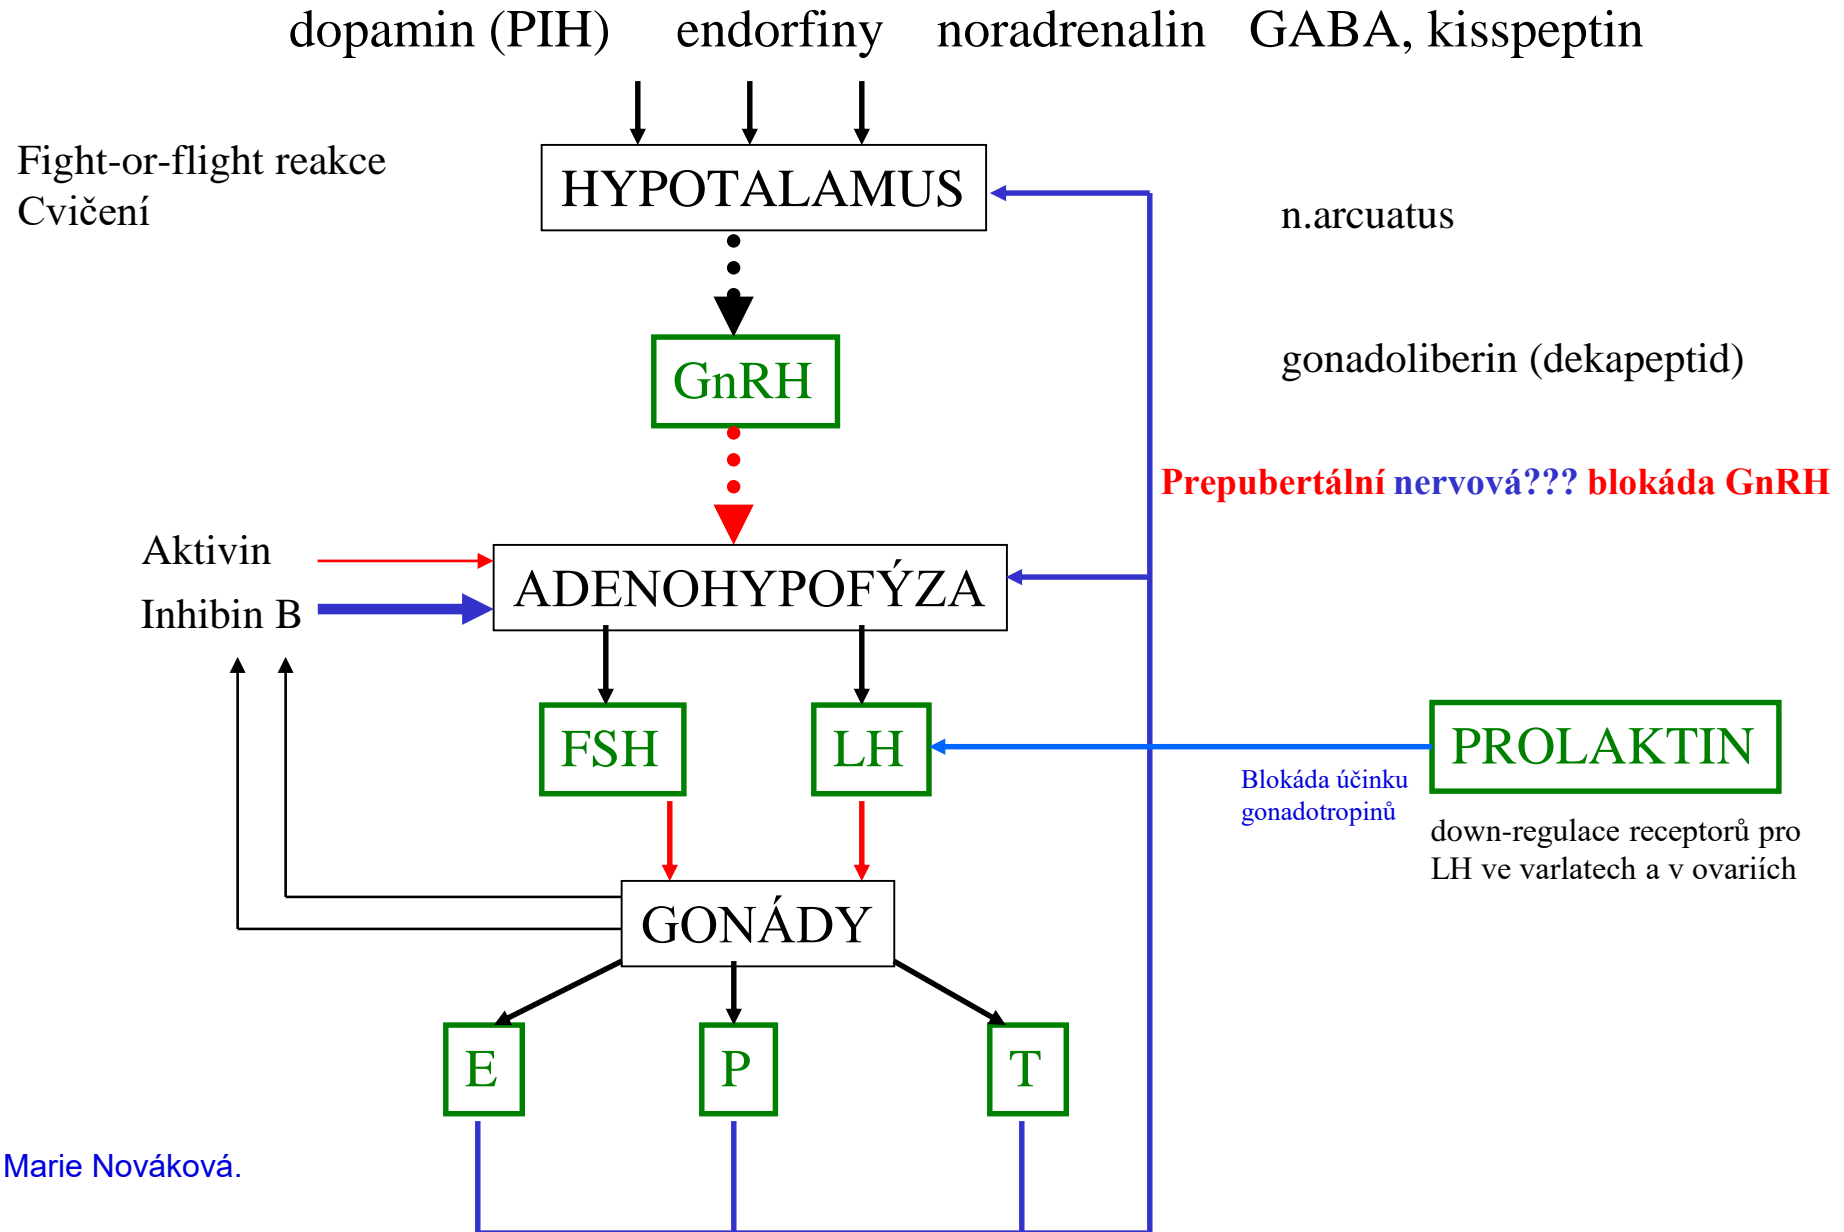 dopamin (PIH) endorfiny noradrenalin GABA, kisspeptin
Fight-or-flight reakce
Cvičení
HYPOTALAMUS
n.arcuatus
GnRH
gonadoliberin (dekapeptid)
Prepubertální nervová??? blokáda GnRH
Aktivin
Inhibin B
ADENOHYPOFÝZA
FSH
LH
PROLAKTIN
Blokáda účinku
gonadotropinů
down-regulace receptorů pro
LH ve varlatech a v ovariích
GONÁDY
E
P
T
Marie Nováková.